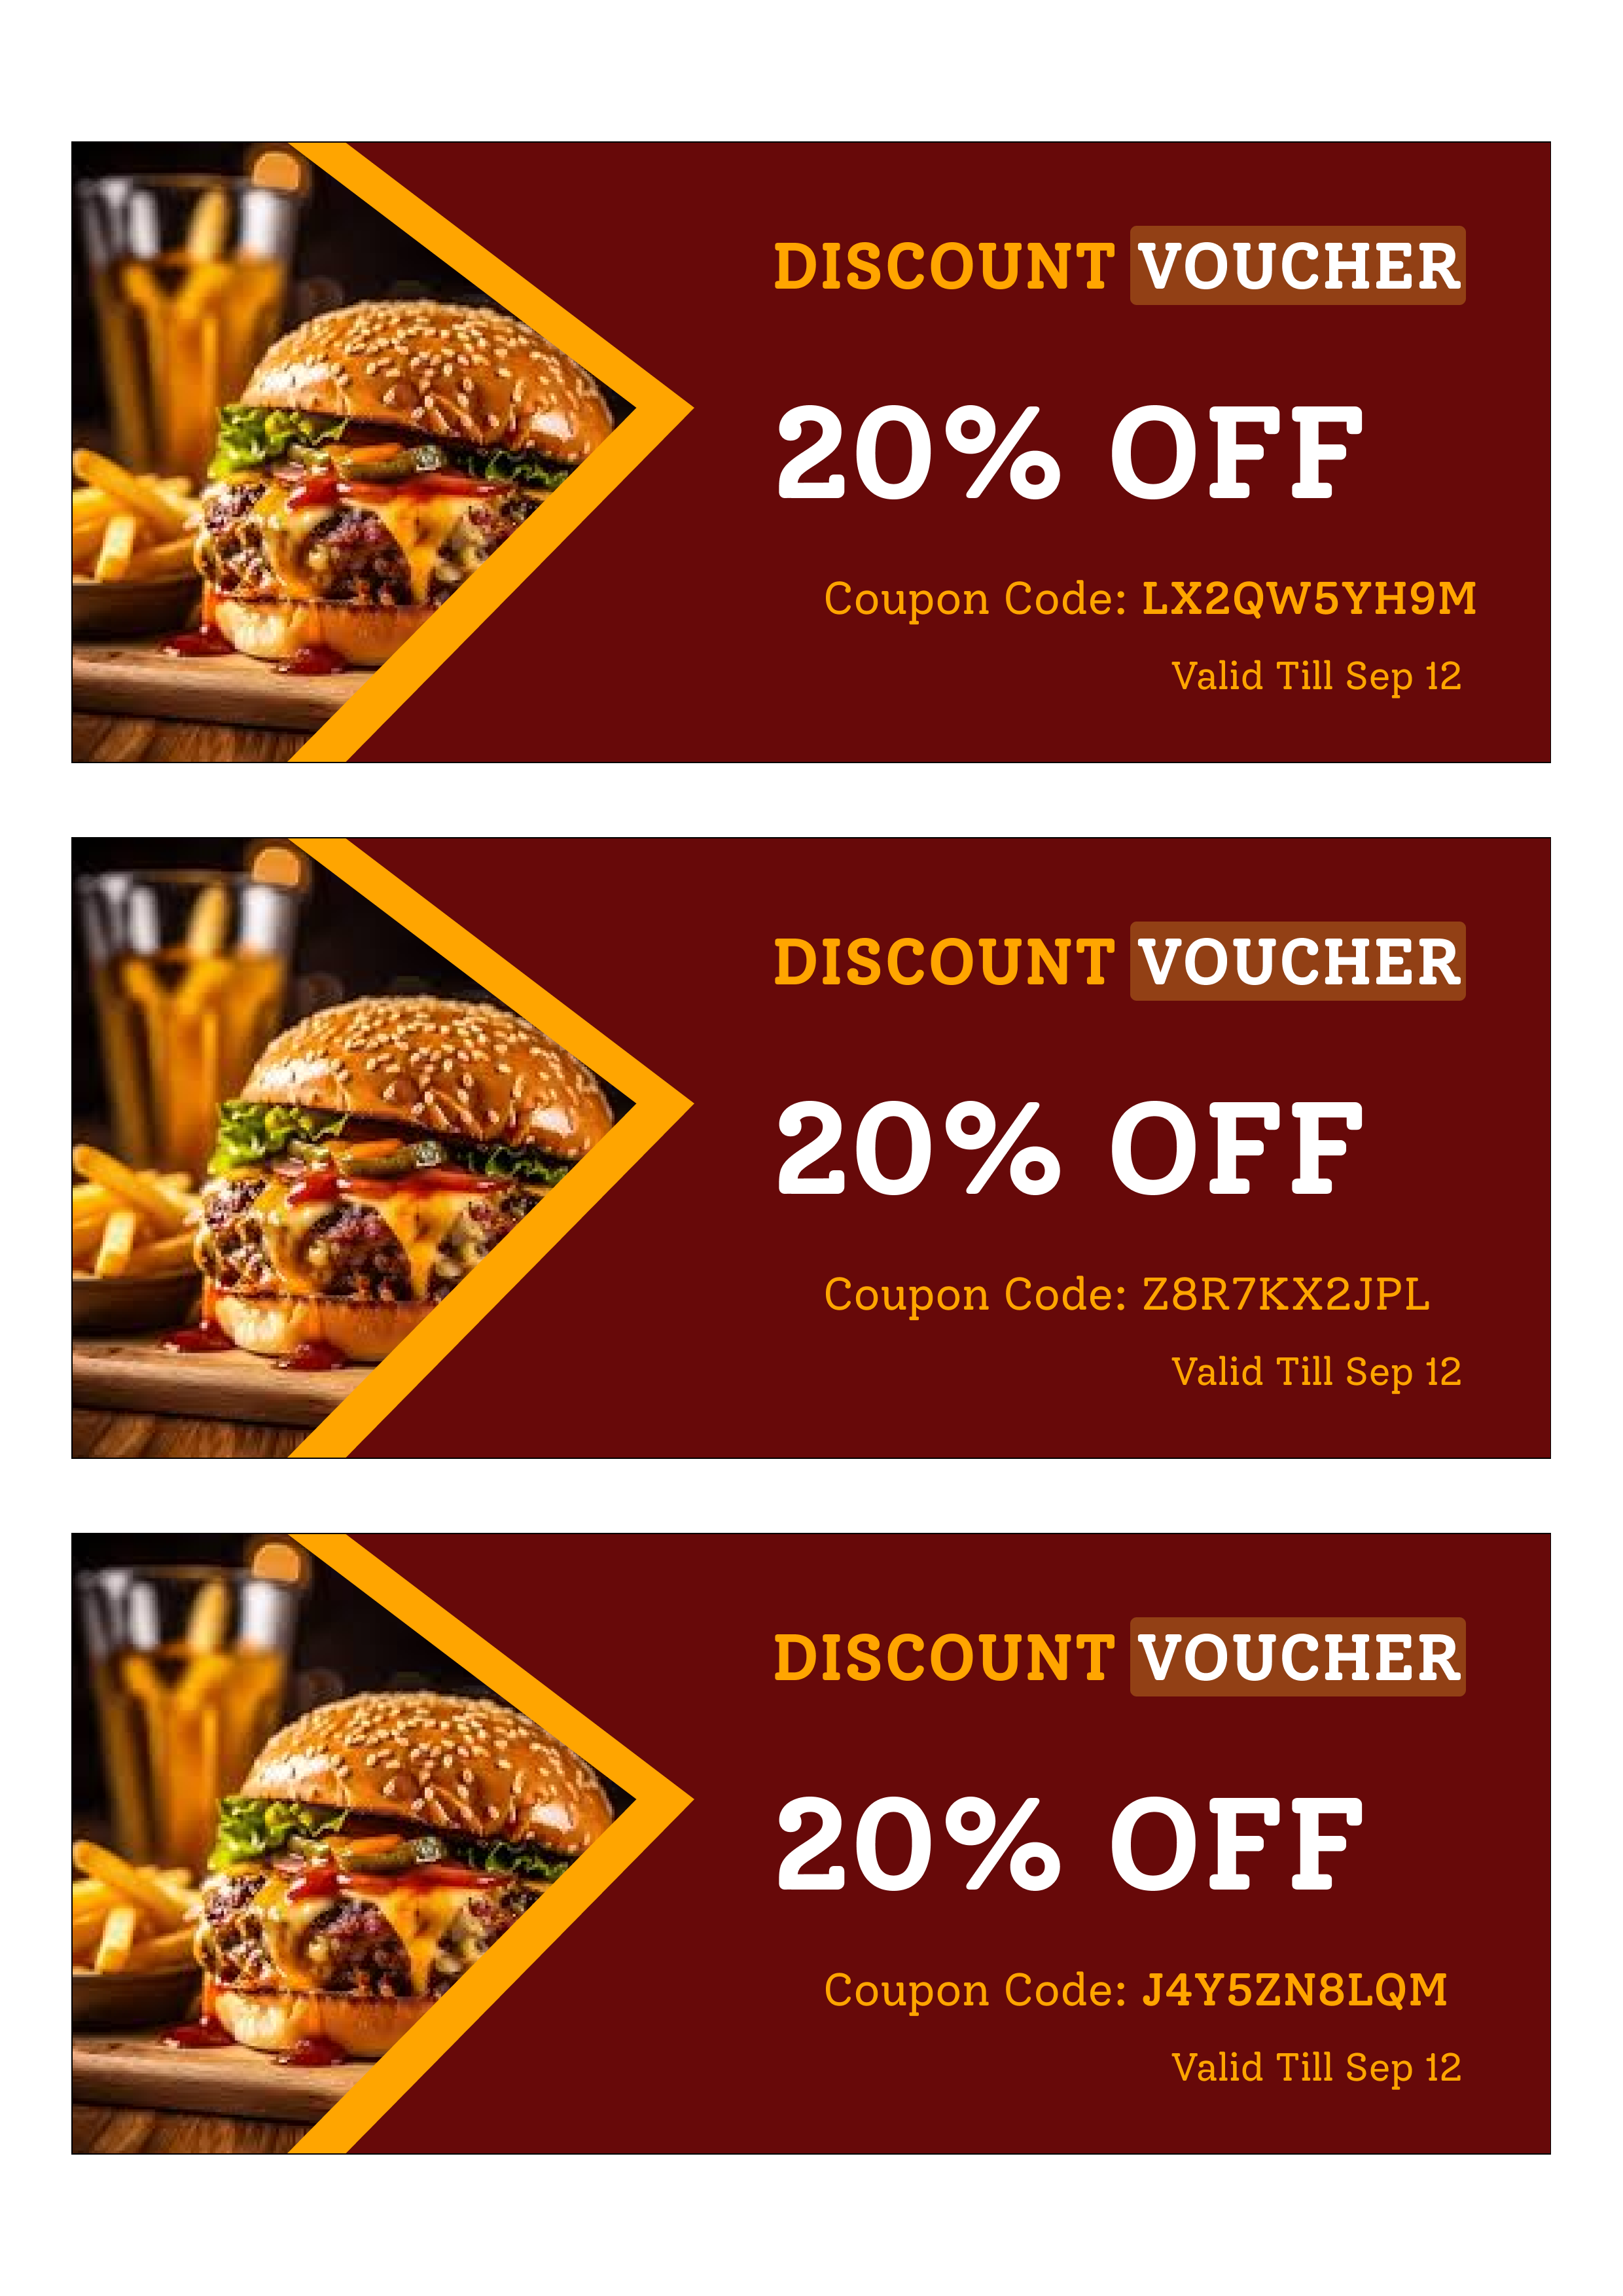 DISCOUNT VOUCHER
20% OFF
Coupon Code: LX2QW5YH9M
Valid Till Sep 12
DISCOUNT VOUCHER
20% OFF
Coupon Code: Z8R7KX2JPL
Valid Till Sep 12
DISCOUNT VOUCHER
20% OFF
Coupon Code: J4Y5ZN8LQM
Valid Till Sep 12